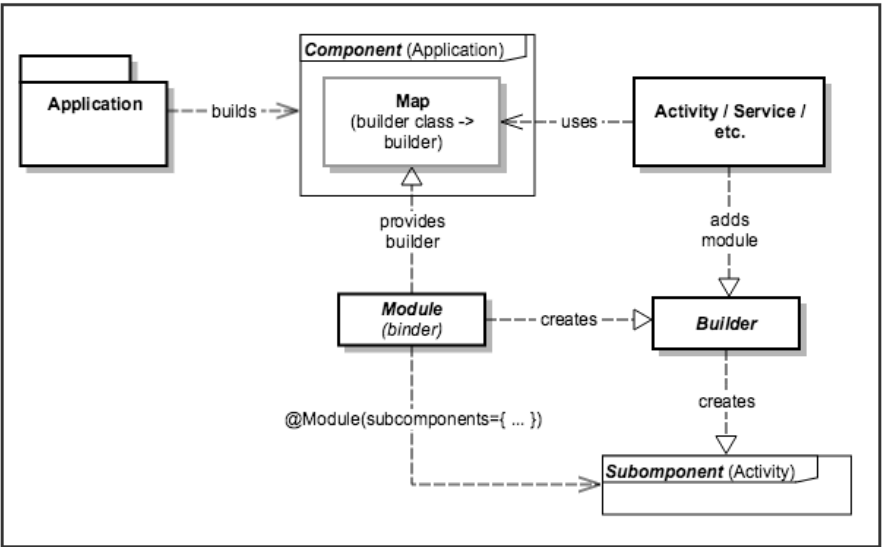 Component (Application)
Application
builds
Map
(builder class ->
builder)
uses
Activity / Service /
etc.
provides
builder
adds
module
Module
(binder)
creates
Builder
@Module(subcomponents={ ... })
creates
Subomponent (Activity)